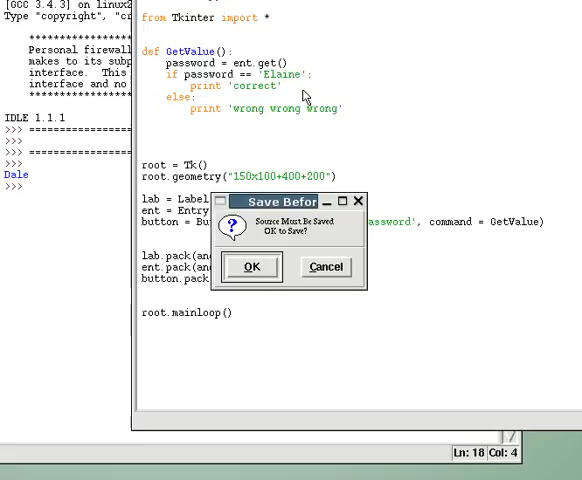 [GCC 3.4.3] on linux2
Type "copyright", "cr
****************
Personal firewall
makes to its subp
interface. This
interface and no
****************
IDLE 1.1.1
>>> ================
>>>
>>> ================
>>>
Dale
>>>
from Tkinter import *
def GetValue():
password = ent.get()
if password == 'Elaine':
print 'correct'
else:
print 'wrong wrong wrong'
root = Tk()
root.geometry("150x100+400+200")
lab = Label
ent = Entry
button = Bu
assword', command = GetValue)
lab.pack(an
ent.pack(an
button.pack
root.mainloop()
Save Befor
Source Must Be Saved
OK to Save?
OK
Cancel
Ln: 18 Col: 4